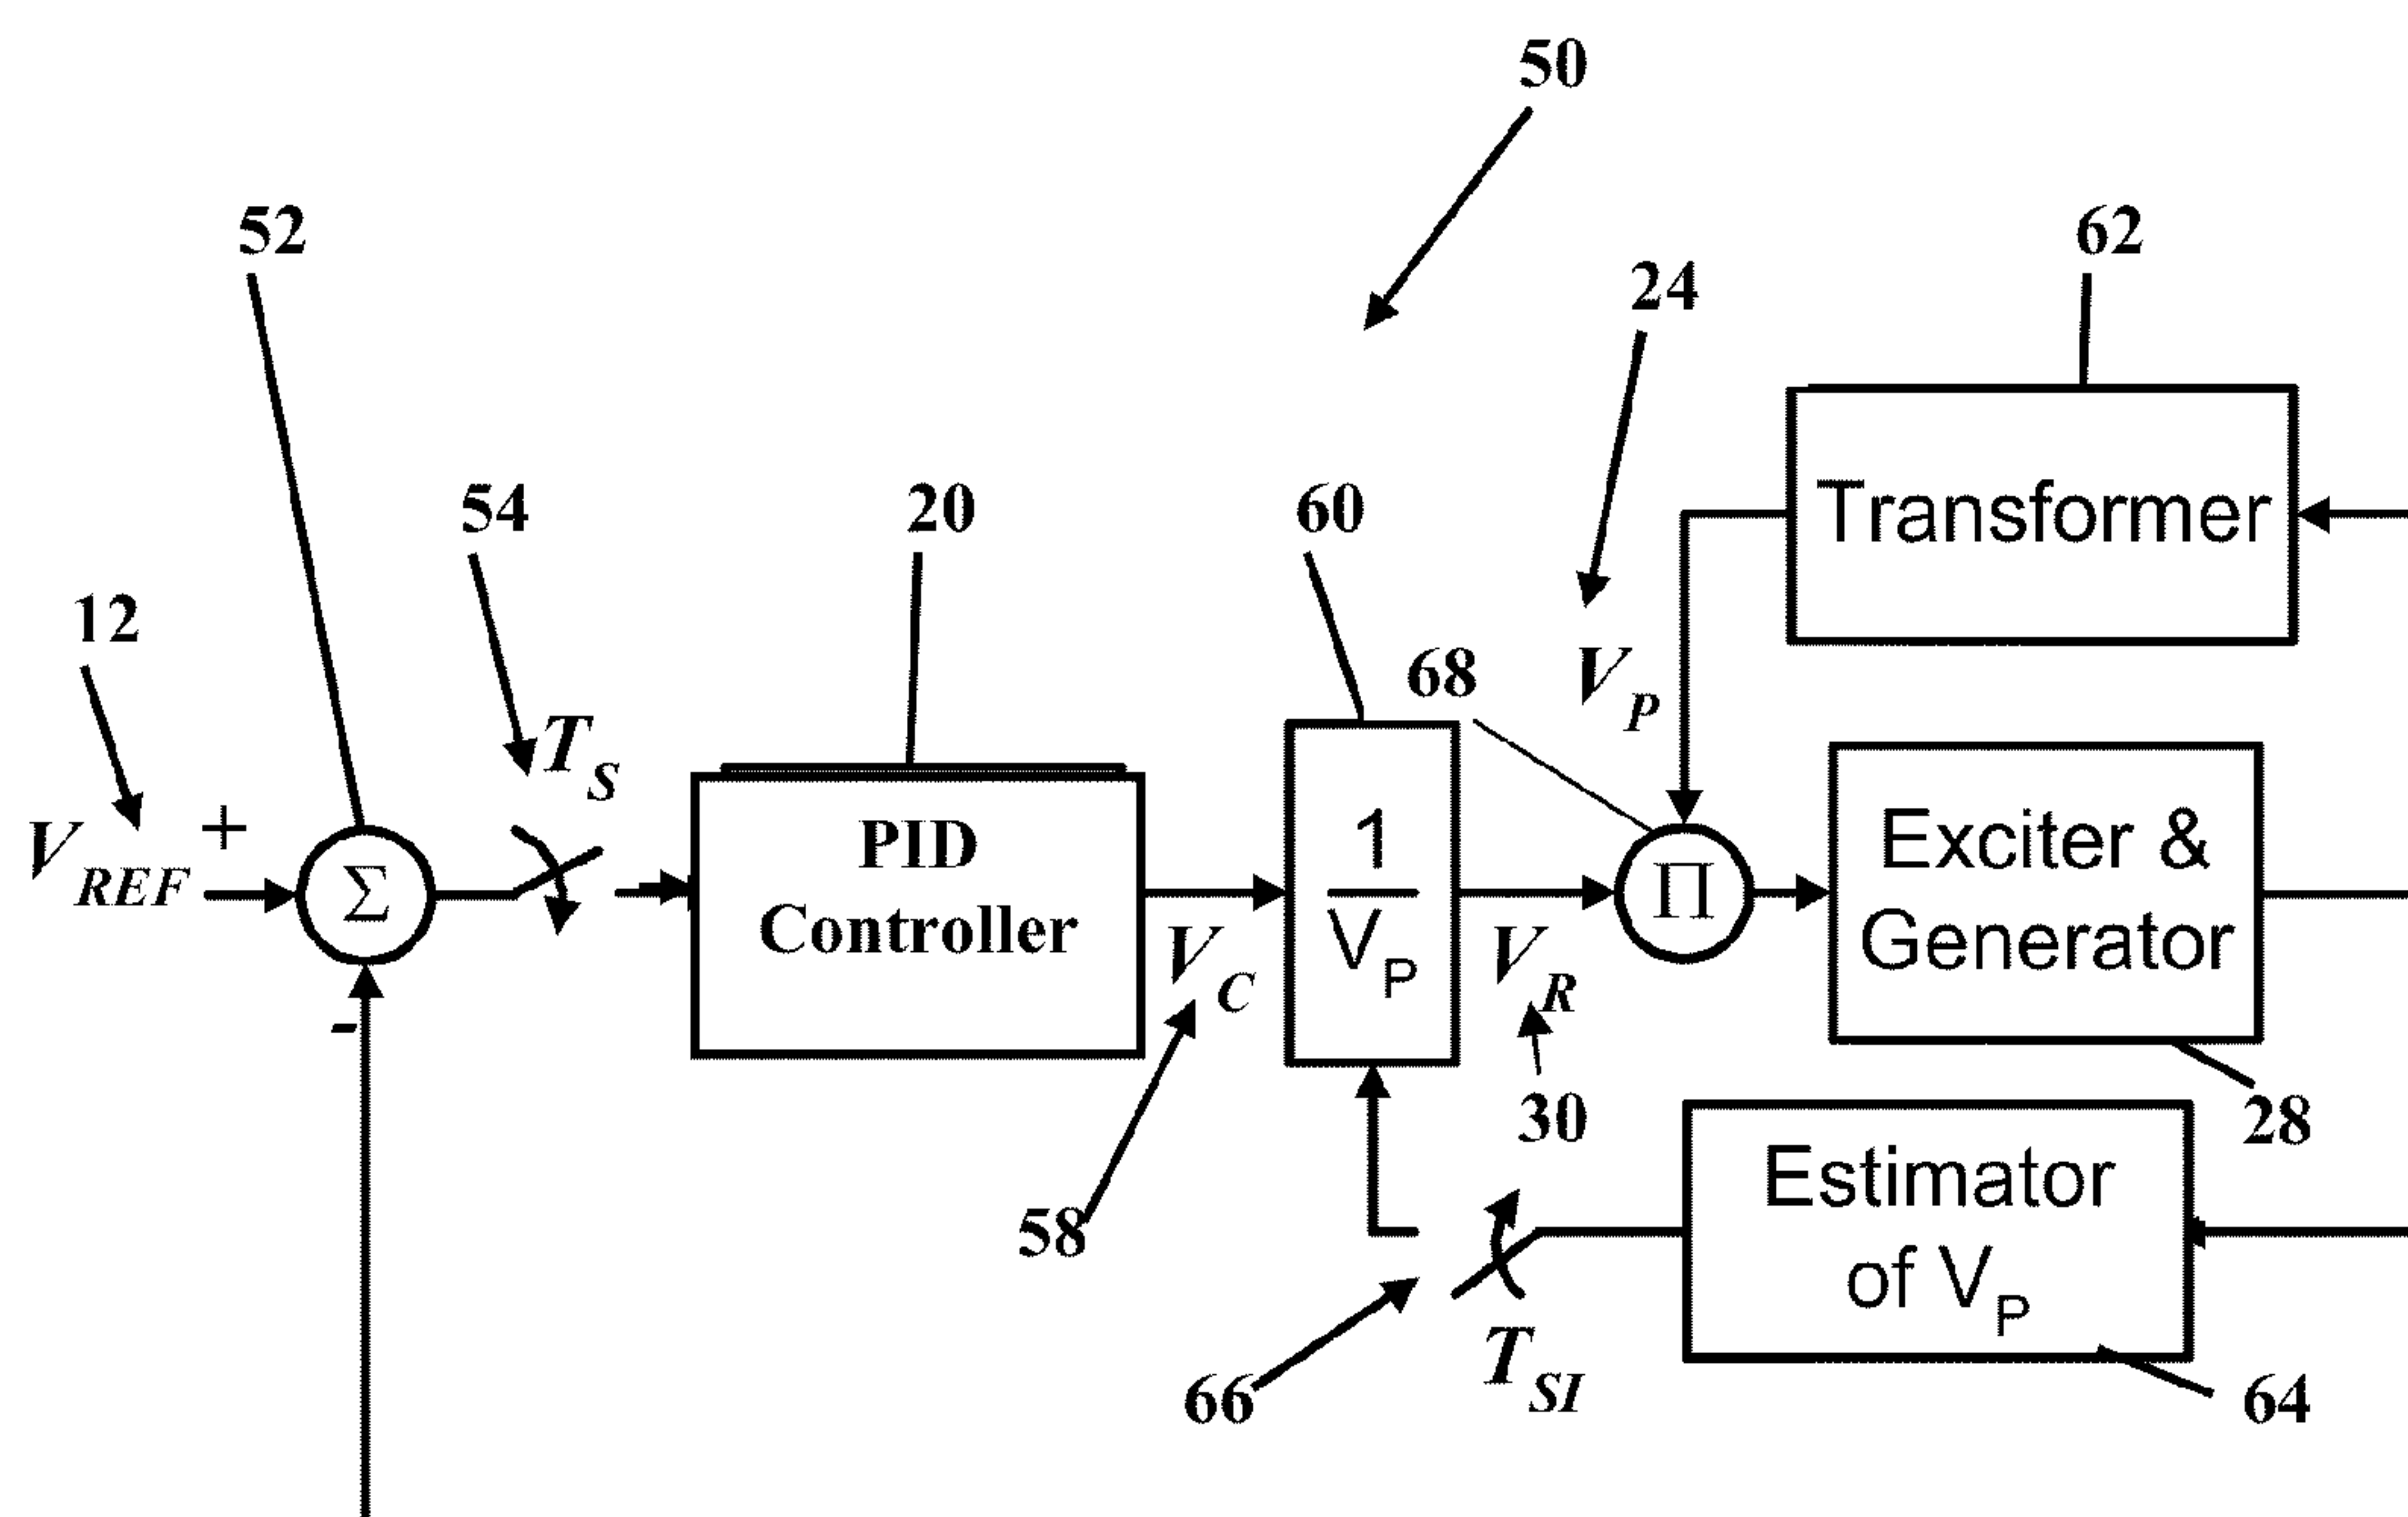 50
52
62
24
54
20
60
12
68
V_P
Transformer
T_S
V_REF
+
-
Σ
PID
Controller
V_C
1
V_P
V_R
Π
Exciter &
Generator
58
30
28
Estimator
of V_P
66
T_SI
64